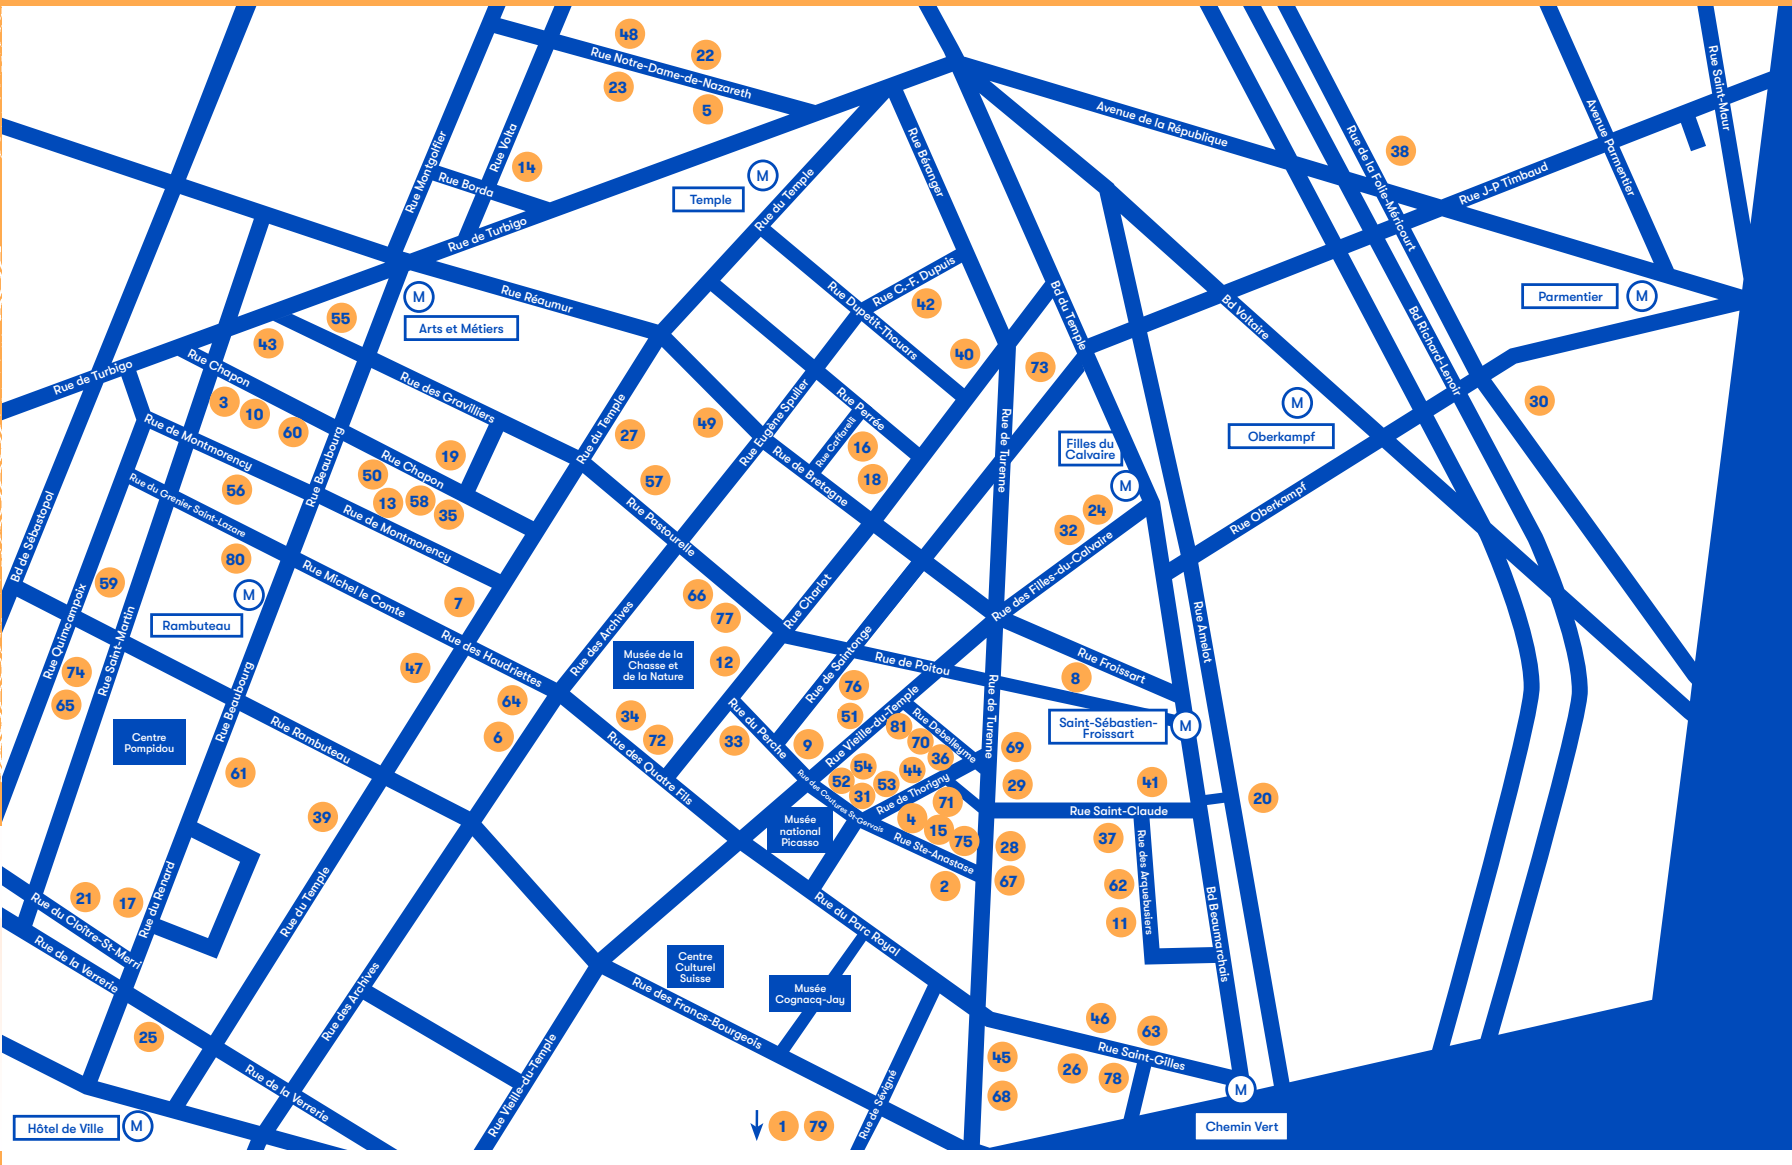 48
22
Rue Notre-Dame-de-Nazareth
23
5
Rue Montgolfier
Rue Volta
14
Rue Borda
Rue de Turbigo
M
Temple
Rue du Temple
Rue Béranger
Avenue de la République
Rue de la Folie-Méricourt
38
Rue J-P Timbaud
Avenue Parmentier
Rue Saint-Maur
M
Arts et Métiers
Rue Réaumur
55
43
Rue de Turbigo
Rue Chapon
3
10
60
Rue des Gravilliers
Rue de Montmorency
Rue Beaubourg
19
Rue Chapon
50
13
58
35
Rue de Montmorency
56
Rue du Grenier Saint-Lazare
80
M
Rambuteau
Rue Michel le Comte
7
Rue du Temple
27
49
57
Rue Pastourelle
Rue Dupetit-Thouars
Rue C.-F. Dupuis
42
40
73
Rue Eugène Spuller
Rue Perrée
Rue Caffarelli
16
18
Rue de Bretagne
Rue de Turenne
Bd du Temple
Filles du
Calvaire
M
24
32
Rue des Filles-du-Calvaire
Bd Voltaire
M
Oberkampf
Rue Oberkampf
Bd Richard-Lenoir
Parmentier
M
30
Bd de Sébastopol
59
Rue Quincampoix
Rue Saint-Martin
74
65
Centre
Pompidou
Rue Beaubourg
Rue Rambuteau
61
39
47
Rue des Haudriettes
64
6
Rue des Archives
66
77
12
Musée de la
Chasse et
de la Nature
34
72
Rue des Quatre Fils
Rue Charlot
Rue de Saintonge
Rue de Poitou
Rue du Perche
33
9
76
51
Rue Vieille-du-Temple
81
70
36
Rue Debelleyme
54
44
52
53
31
Rue de Thorigny
Rue des Coutures St-Gervais
71
4
15
75
Musée
national
Picasso
Rue Ste-Anastase
2
Rue de Turenne
69
29
28
67
Rue Froissart
8
Saint-Sébastien-
Froissart
M
Rue Amelot
41
20
Rue Saint-Claude
37
62
11
Rue des Arquebusiers
Bd Beaumarchais
21
17
Rue du Renard
Rue du Cloître-St-Merri
Rue de la Verrerie
Rue du Temple
25
Rue des Archives
Rue de la Verrerie
Hôtel de Ville
M
Rue Vieille-du-Temple
Centre
Culturel
Suisse
Rue du Parc Royal
Musée
Cognacq-Jay
Rue des Francs-Bourgeois
Rue de Sévigné
1
79
46
63
Rue Saint-Gilles
45
26
78
68
M
Chemin Vert